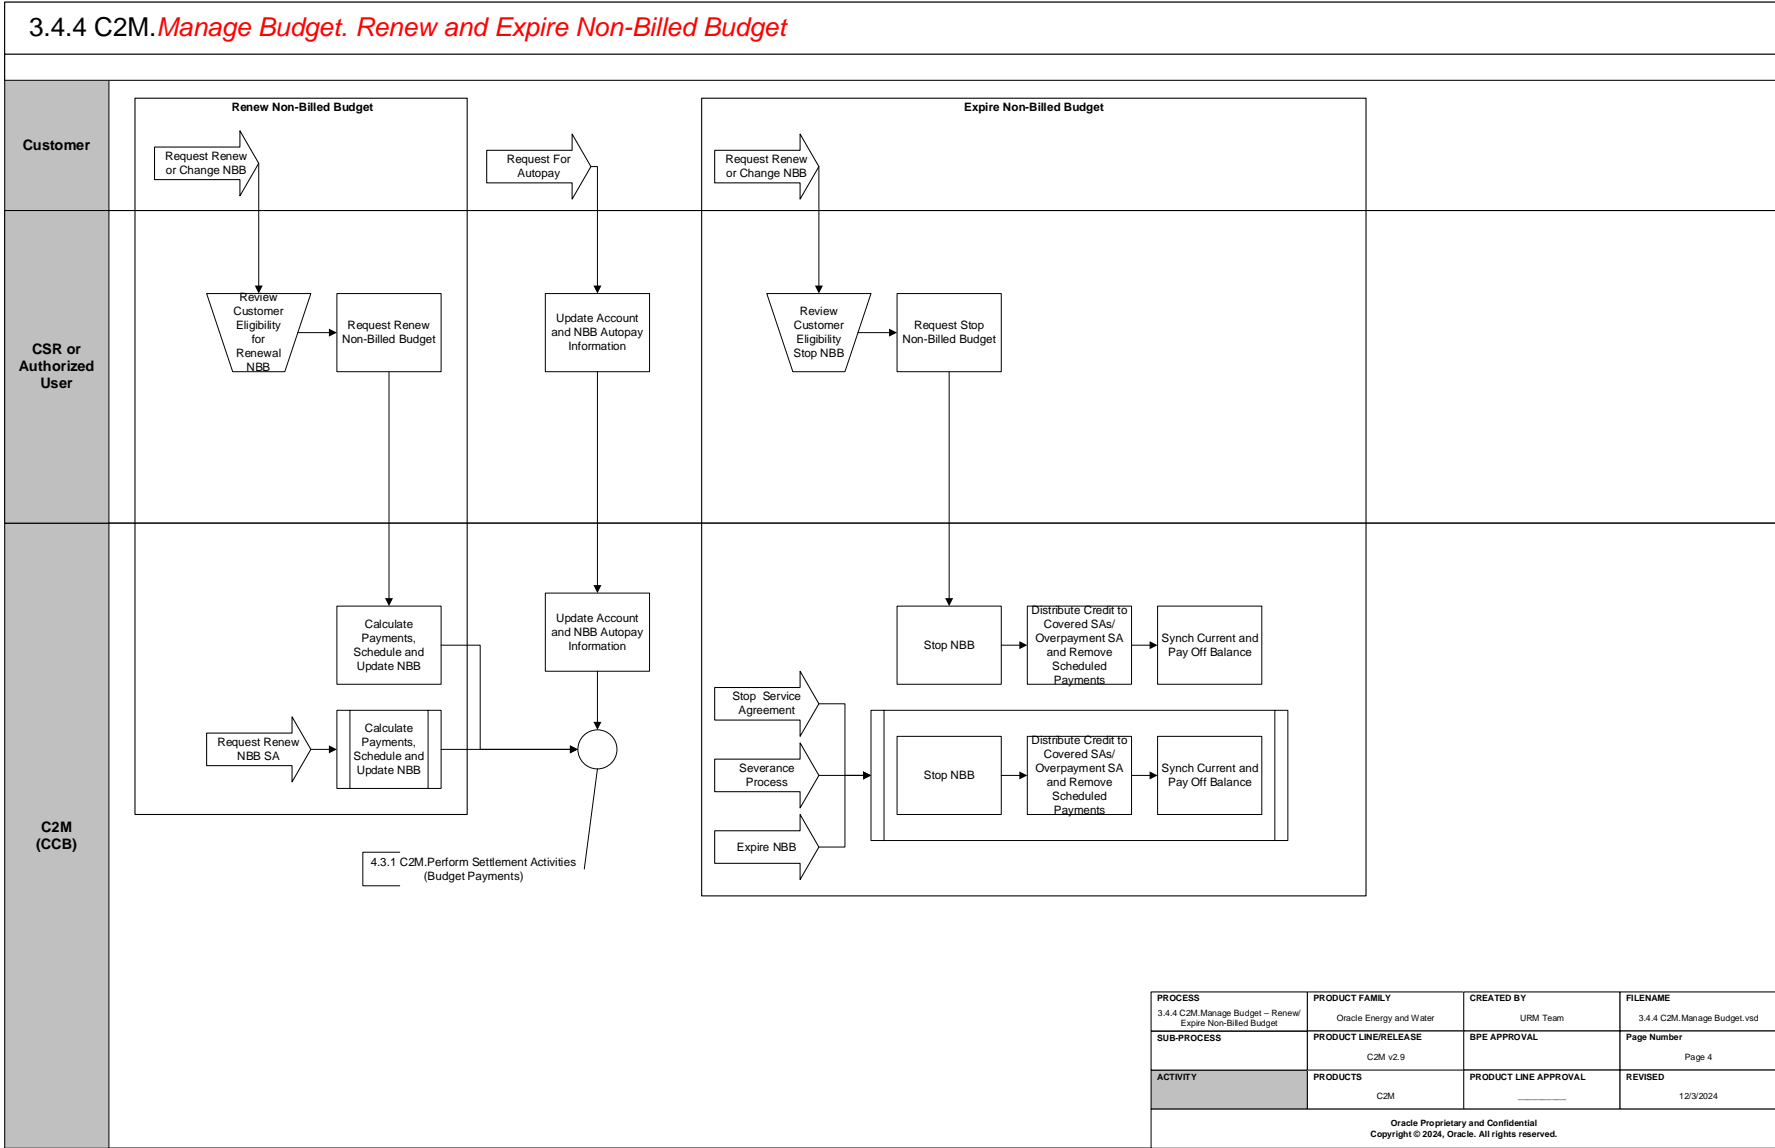 3.4.4 C2M.Manage Budget. Renew and Expire Non-Billed Budget
Customer
Renew Non-Billed Budget
Expire Non-Billed Budget
Request Renew
or Change NBB
Request For
Autopay
Request Renew
or Change NBB
CSR or
Authorized
User
Review
Customer
Eligibility
for
Renewal
NBB
Request Renew
Non-Billed Budget
Update Account
and NBB Autopay
Information
Review
Customer
Eligibility
Stop NBB
Request Stop
Non-Billed Budget
C2M
(CCB)
Calculate
Payments,
Schedule and
Update NBB
Update Account
and NBB Autopay
Information
Stop NBB
Distribute Credit to
Covered SAs/
Overpayment SA
and Remove
Scheduled
Payments
Synch Current and
Pay Off Balance
Request Renew
NBB SA
Calculate
Payments,
Schedule and
Update NBB
Stop  Service
Agreement
Severance
Process
Expire NBB
Stop NBB
Distribute Credit to
Covered SAs/
Overpayment SA
and Remove
Scheduled
Payments
Synch Current and
Pay Off Balance
4.3.1 C2M.Perform Settlement Activities
(Budget Payments)
PROCESS
3.4.4 C2M.Manage Budget – Renew/
Expire Non-Billed Budget
PRODUCT FAMILY
Oracle Energy and Water
CREATED BY
URM Team
FILENAME
3.4.4 C2M.Manage Budget.vsd
SUB-PROCESS
PRODUCT LINE/RELEASE
C2M v2.9
BPE APPROVAL
Page Number
Page 4
ACTIVITY
PRODUCTS
C2M
PRODUCT LINE APPROVAL
___________
REVISED
12/3/2024
Oracle Proprietary and Confidential
Copyright © 2024, Oracle. All rights reserved.